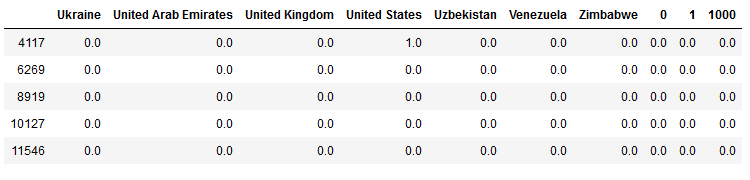 Ukraine United Arab Emirates United Kingdom United States Uzbekistan Venezuela Zimbabwe 0 1 1000
4117 0.0 0.0 0.0 1.0 0.0 0.0 0.0 0.0 0.0 0.0
6269 0.0 0.0 0.0 0.0 0.0 0.0 0.0 0.0 0.0 0.0
8919 0.0 0.0 0.0 0.0 0.0 0.0 0.0 0.0 0.0 0.0
10127 0.0 0.0 0.0 0.0 0.0 0.0 0.0 0.0 0.0 0.0
11546 0.0 0.0 0.0 0.0 0.0 0.0 0.0 0.0 0.0 0.0